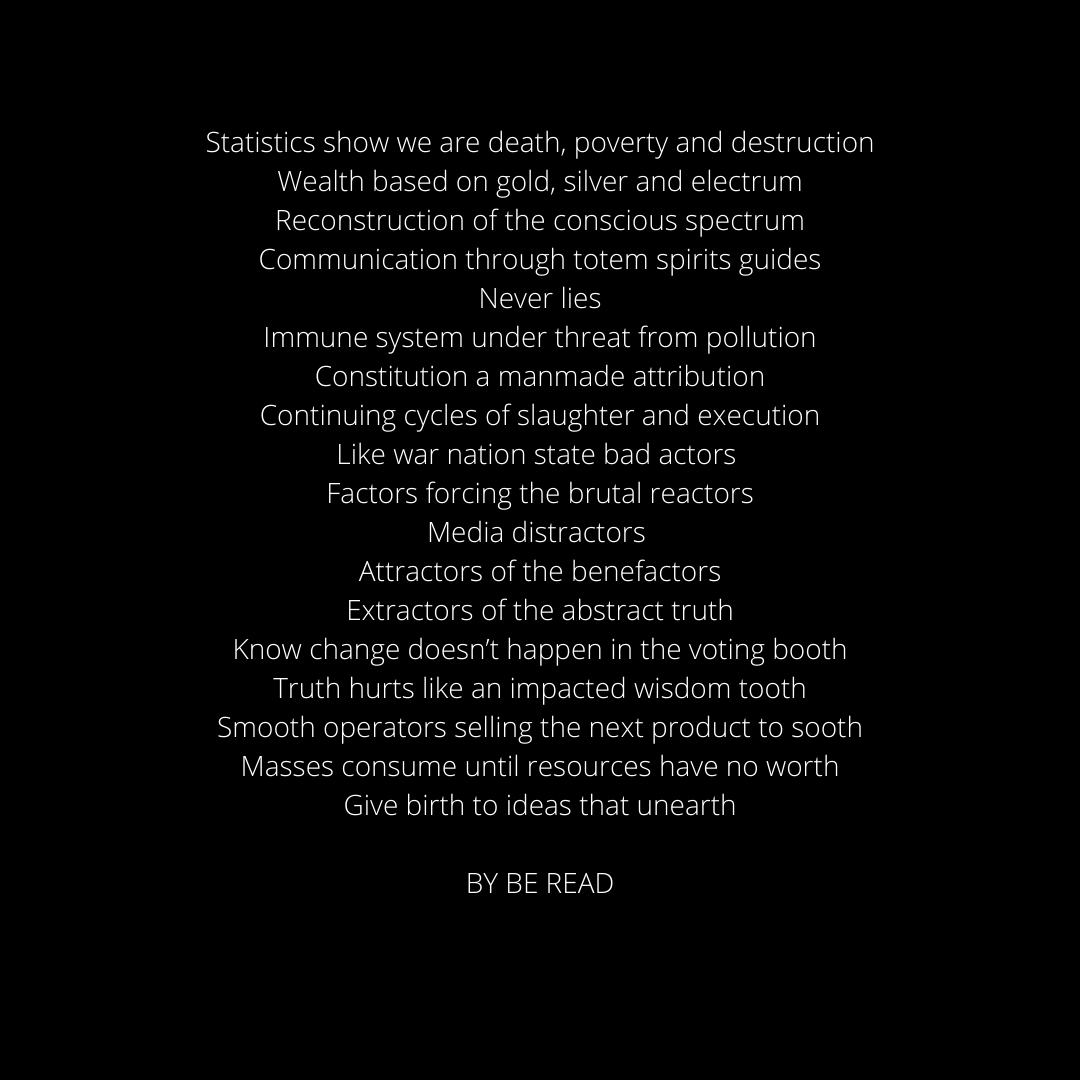 Statistics show we are death, poverty and destruction
Wealth based on gold, silver and electrum
Reconstruction of the conscious spectrum
Communication through totem spirits guides
Never lies
Immune system under threat from pollution
Constitution a manmade attribution
Continuing cycles of slaughter and execution
Like war nation state bad actors
Factors forcing the brutal reactors
Media distractors
Attractors of the benefactors
Extractors of the abstract truth
Know change doesn’t happen in the voting booth
Truth hurts like an impacted wisdom tooth
Smooth operators selling the next product to sooth
Masses consume until resources have no worth
Give birth to ideas that unearth
BY BE READ